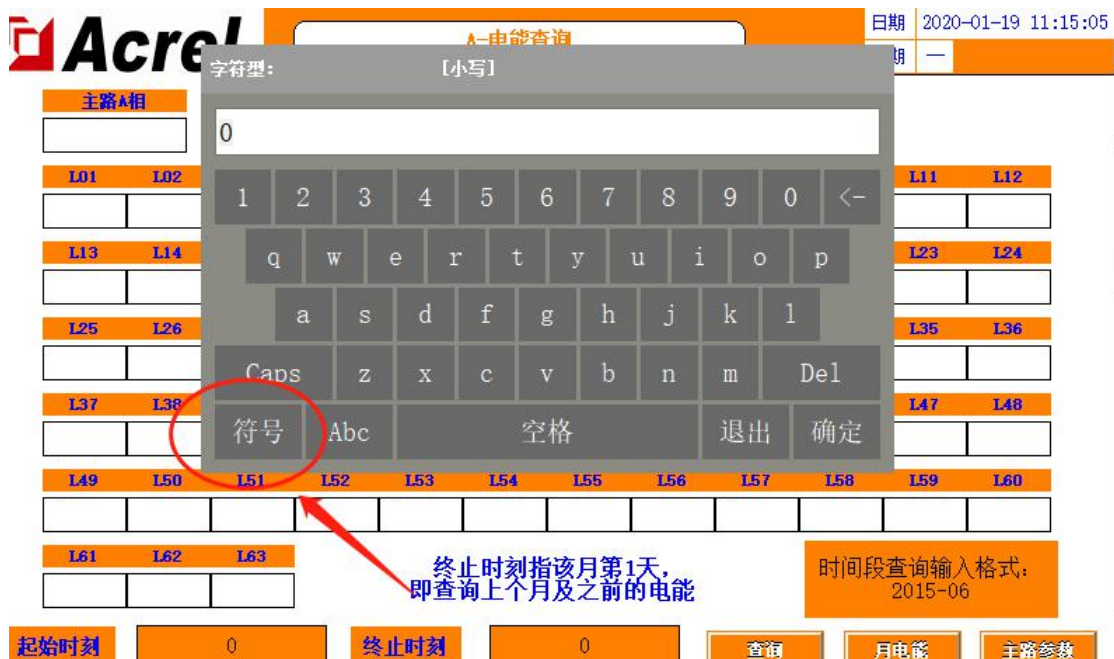 Acrel
A-电能查询
日期 2020-01-19 11:15:05
期 一
字符型: [小写]
主路A相
0
L01 L02 L11 L12
1 2 3 4 5 6 7 8 9 0 <-
q w e r t y u i o p
L13 L14 L23 L24
a s d f g h j k l
L25 L26 L35 L36
Caps z x c v b n m Del
L37 L38 L47 L48
符号 Abc 空格 退出 确定
L49 L50 L51 L52 L53 L54 L55 L56 L57 L58 L59 L60
L61 L62 L63
终止时刻指该月第1天,
即查询上个月及之前的电能
时间段查询输入格式:
2015-06
起始时刻 0 终止时刻 0 查询 月电能 主路参数